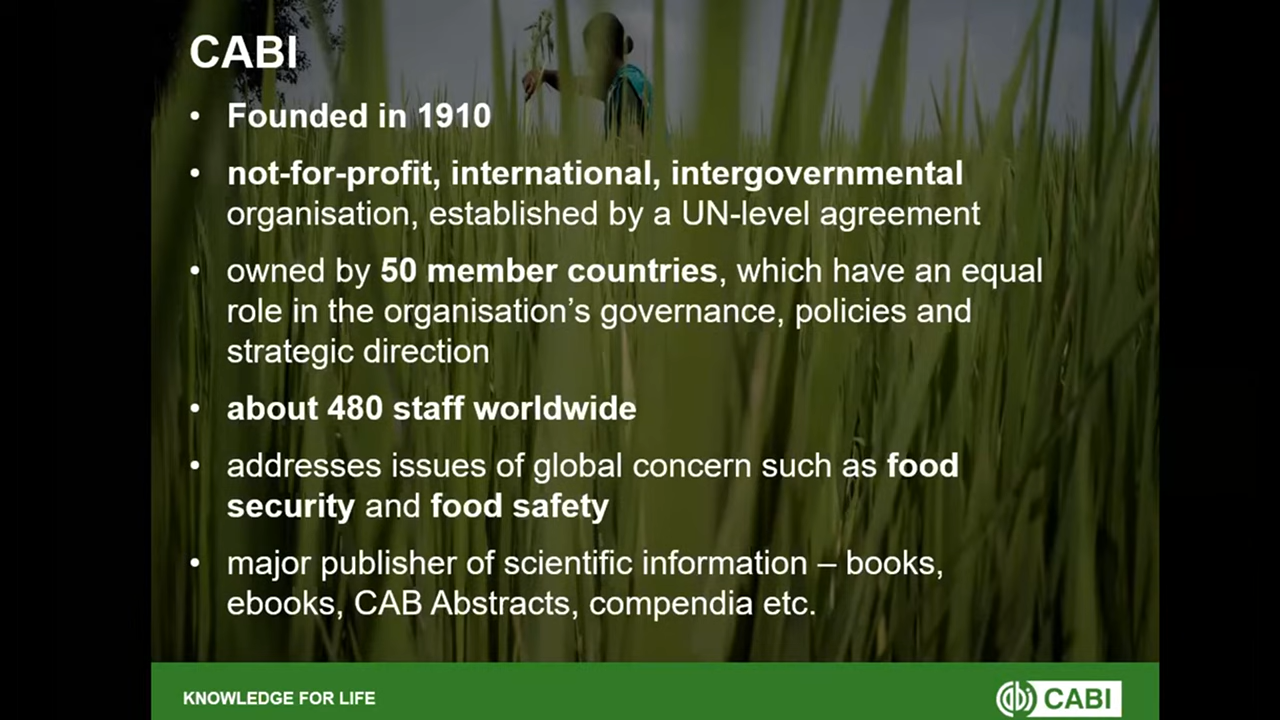 CABI
• Founded in 1910
• not-for-profit, international, intergovernmental
organisation, established by a UN-level agreement
• owned by 50 member countries, which have an equal
role in the organisation’s governance, policies and
strategic direction
• about 480 staff worldwide
• addresses issues of global concern such as food
security and food safety
• major publisher of scientific information – books,
ebooks, CAB Abstracts, compendia etc.
KNOWLEDGE FOR LIFE
cabi CABI